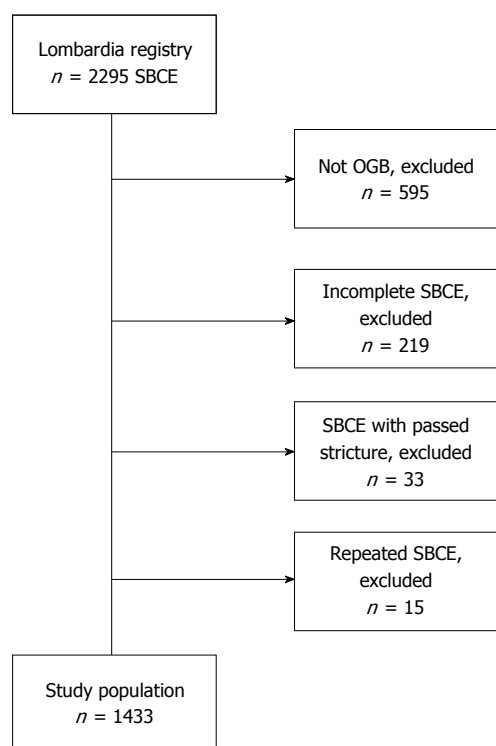 Lombardia registry
n = 2295 SBCE
Not OGB, excluded
n = 595
Incomplete SBCE,
excluded
n = 219
SBCE with passed
stricture, excluded
n = 33
Repeated SBCE,
excluded
n = 15
Study population
n = 1433